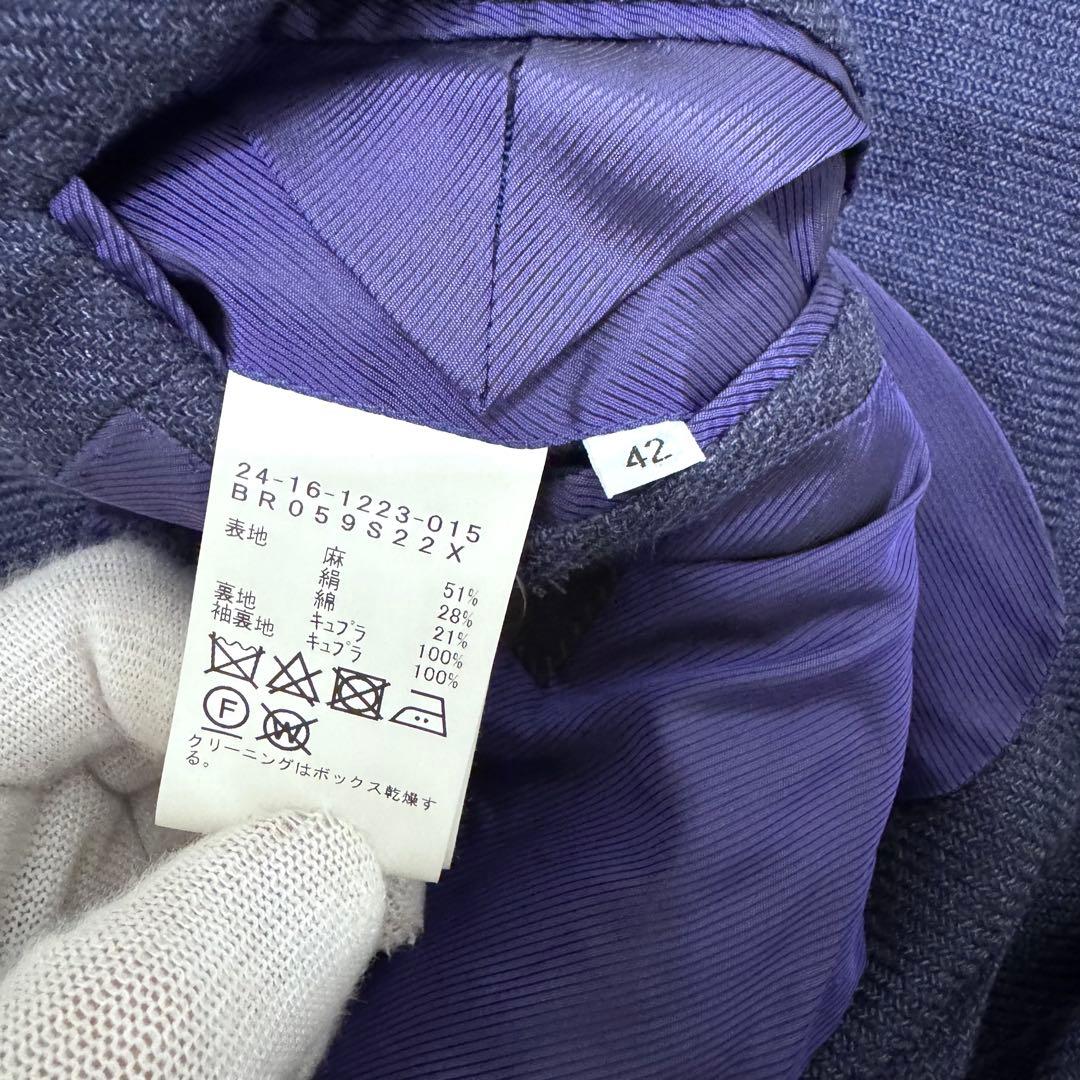 24-16-1223-015
BR059S22X
表地 麻 51%
絹 28%
綿 21%
裏地 キュプラ 100%
袖裏地 キュプラ 100%
F W
クリーニングはボックス乾燥す
る。
42